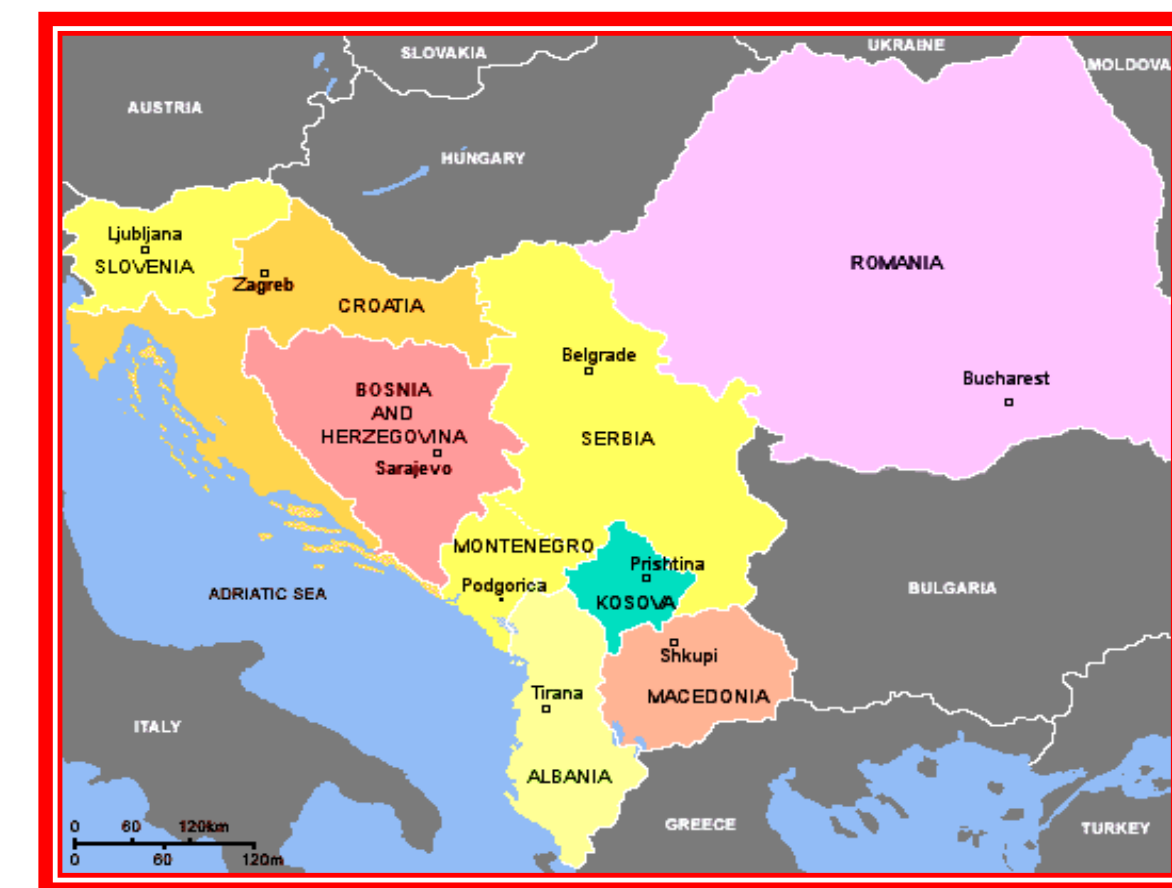 SLOVAKIA
UKRAINE
MOLDOVA
AUSTRIA
HUNGARY
Ljubljana
SLOVENIA
Zagreb
CROATIA
ROMANIA
Belgrade
Bucharest
BOSNIA
AND
HERZEGOVINA
Sarajevo
SERBIA
MONTENEGRO
Podgorica
Prishtina
KOSOVA
ADRIATIC SEA
BULGARIA
Shkupi
MACEDONIA
Tirana
ITALY
ALBANIA
GREECE
TURKEY
0 60 120km
0 60 120m